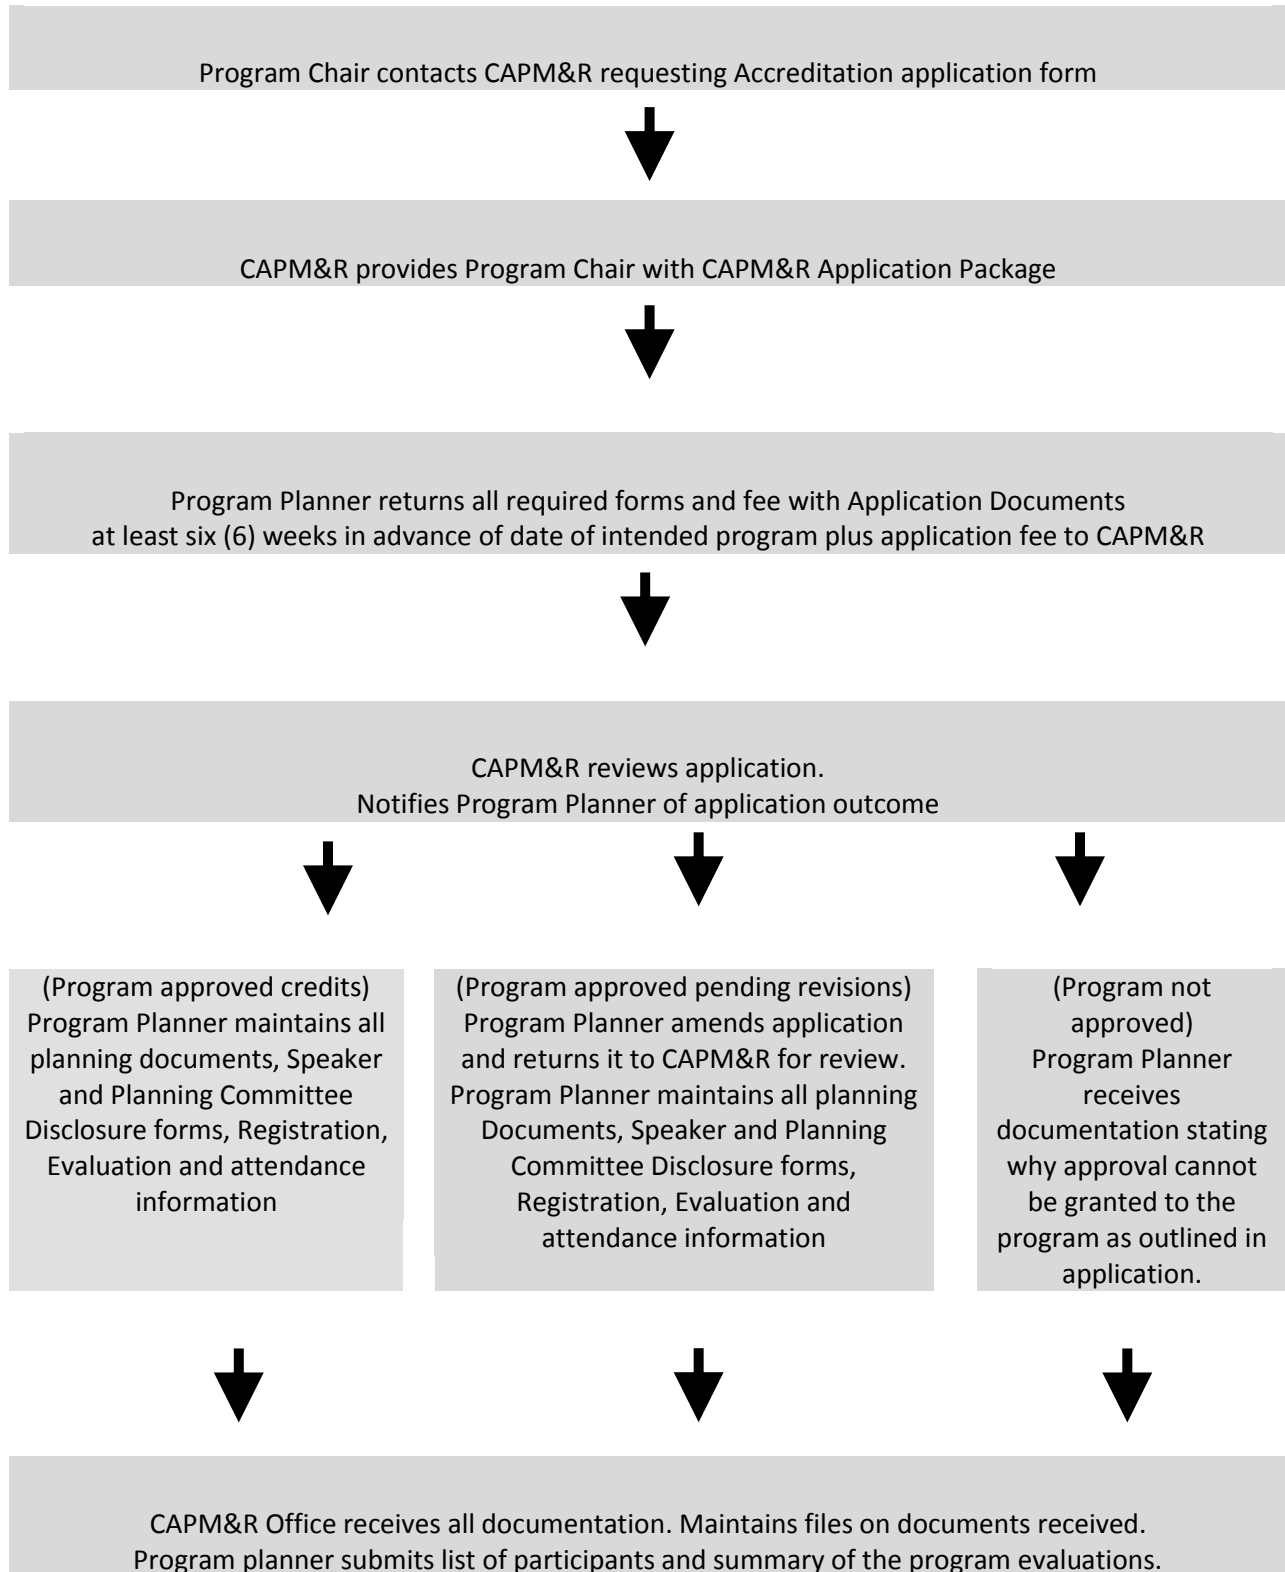 Program Chair contacts CAPM&R requesting Accreditation application form
CAPM&R provides Program Chair with CAPM&R Application Package
Program Planner returns all required forms and fee with Application Documents
at least six (6) weeks in advance of date of intended program plus application fee to CAPM&R
CAPM&R reviews application.
Notifies Program Planner of application outcome
(Program approved credits)
Program Planner maintains all
planning documents, Speaker
and Planning Committee
Disclosure forms, Registration,
Evaluation and attendance
information
(Program approved pending revisions)
Program Planner amends application
and returns it to CAPM&R for review.
Program Planner maintains all planning
Documents, Speaker and Planning
Committee Disclosure forms,
Registration, Evaluation and
attendance information
(Program not
approved)
Program Planner
receives
documentation stating
why approval cannot
be granted to the
program as outlined in
application.
CAPM&R Office receives all documentation. Maintains files on documents received.
Program planner submits list of participants and summary of the program evaluations.